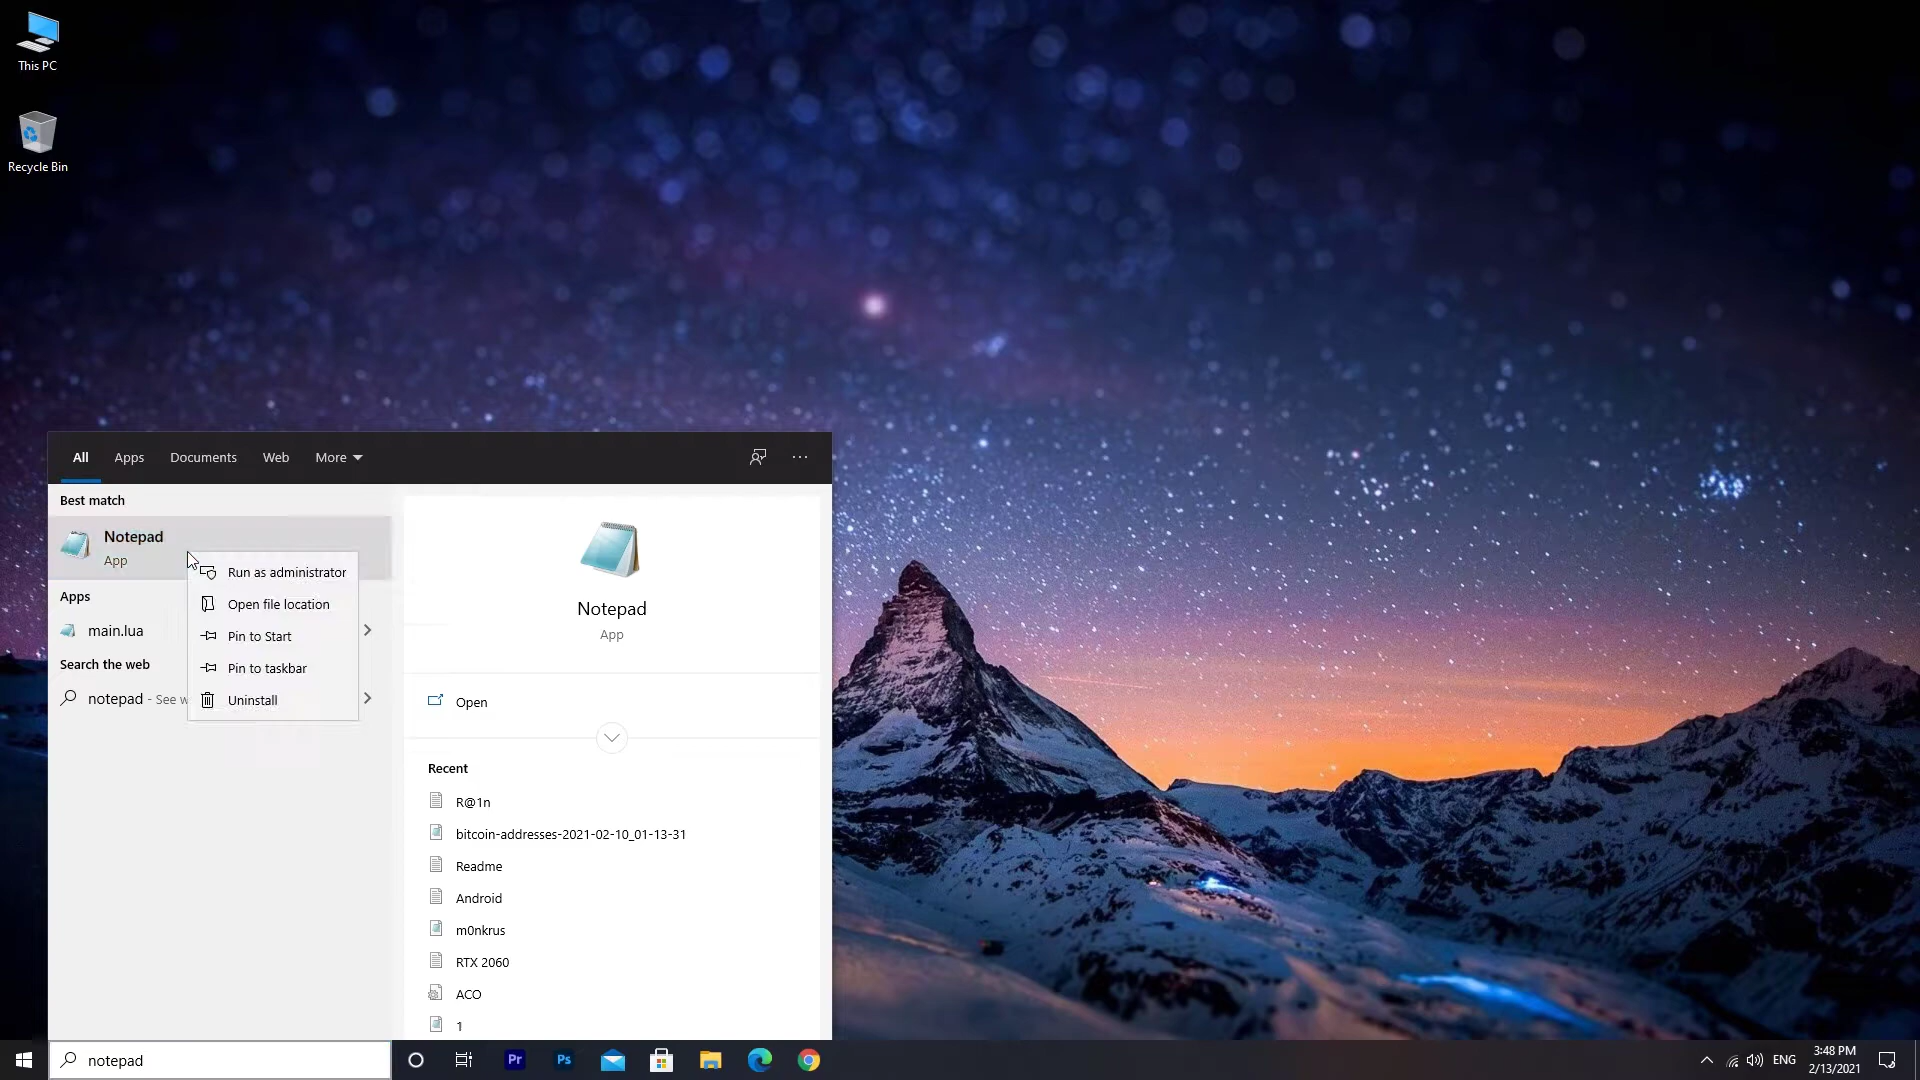 This PC
Recycle Bin
All Apps Documents Web More
Best match
Notepad
App
Run as administrator
Open file location
Pin to Start
Pin to taskbar
Uninstall
Apps
main.lua
Search the web
notepad - See w
Notepad
App
Open
Recent
R@1n
bitcoin-addresses-2021-02-10_01-13-31
Readme
Android
m0nkrus
RTX 2060
ACO
1
notepad
Pr
Ps
ENG
3:48 PM
2/13/2021